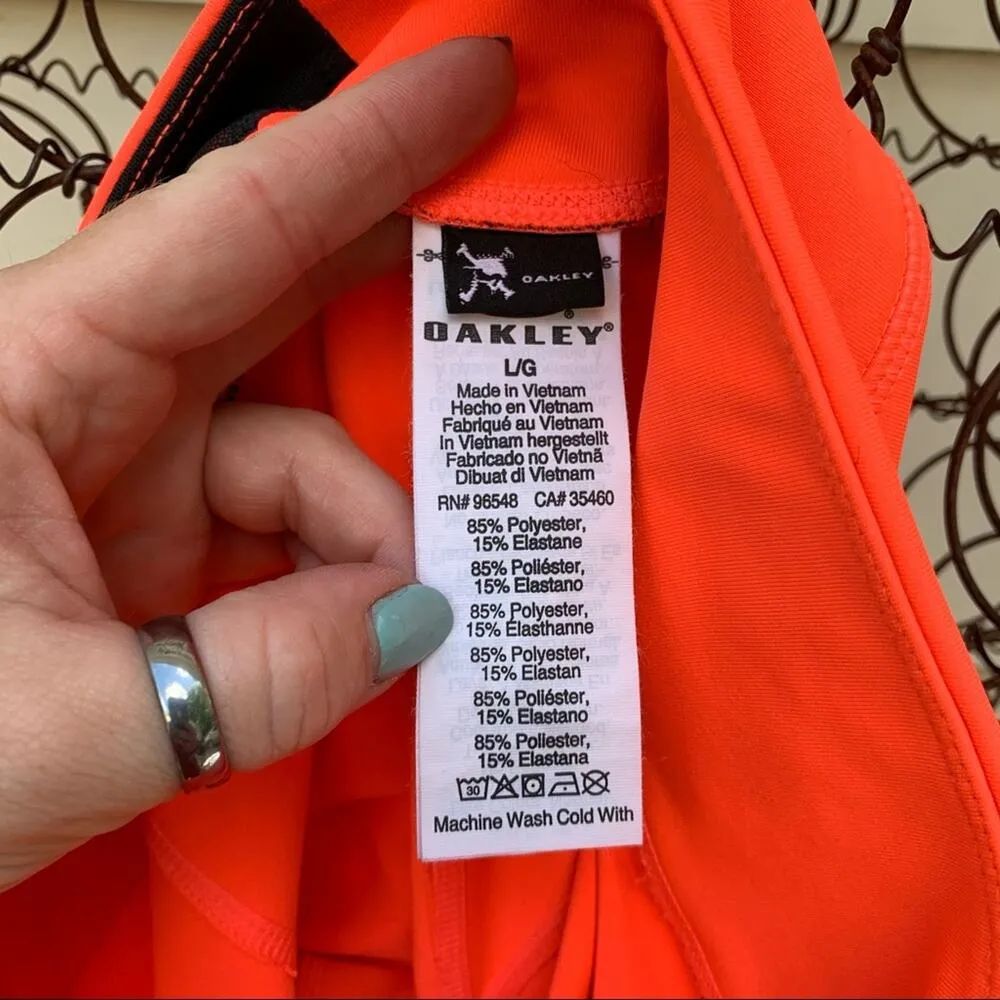 OAKLEY
OAKLEY®
L/G
Made in Vietnam
Hecho en Vietnam
Fabriqué au Vietnam
In Vietnam hergestellt
Fabricado no Vietnã
Dibuat di Vietnam
RN# 96548 CA# 35460
85% Polyester,
15% Elastane
85% Poliéster,
15% Elastano
85% Polyester,
15% Élasthanne
85% Polyester,
15% Elastan
85% Poliéster,
15% Elastano
85% Poliester,
15% Elastana
30
Machine Wash Cold With